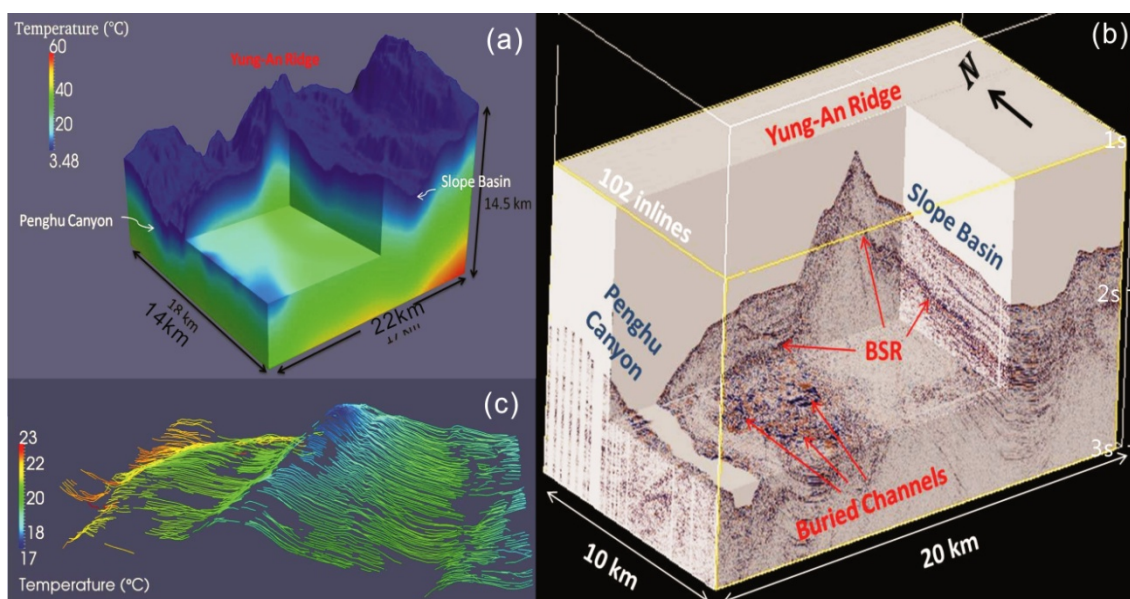 Temperature (°C)
60
40
20
3.48
(a)
Yung-An Ridge
Slope Basin
14.5 km
Penghu Canyon
18 km
14km
22km
(b)
N
Yung-An Ridge
1s
102 inlines
Slope Basin
2s
Penghu
Canyon
BSR
3s
Buried Channels
10 km
20 km
(c)
23
22
20
18
17
Temperature (°C)